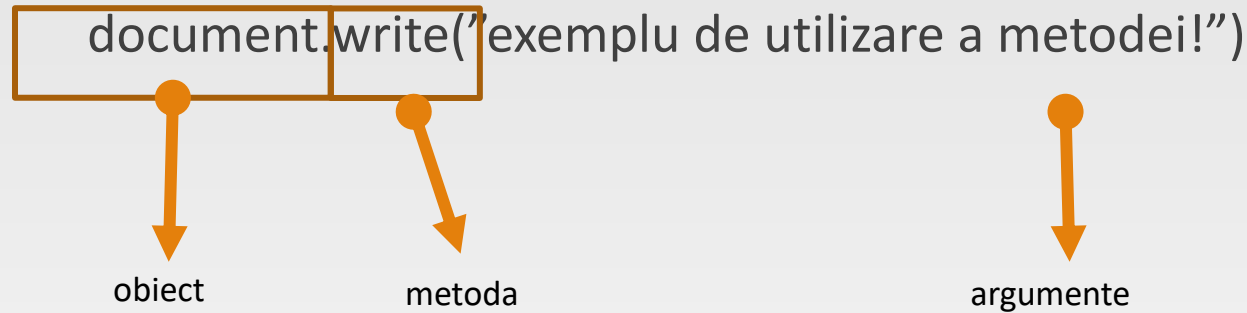 document.write(”exemplu de utilizare a metodei!”)
obiect metoda argumente